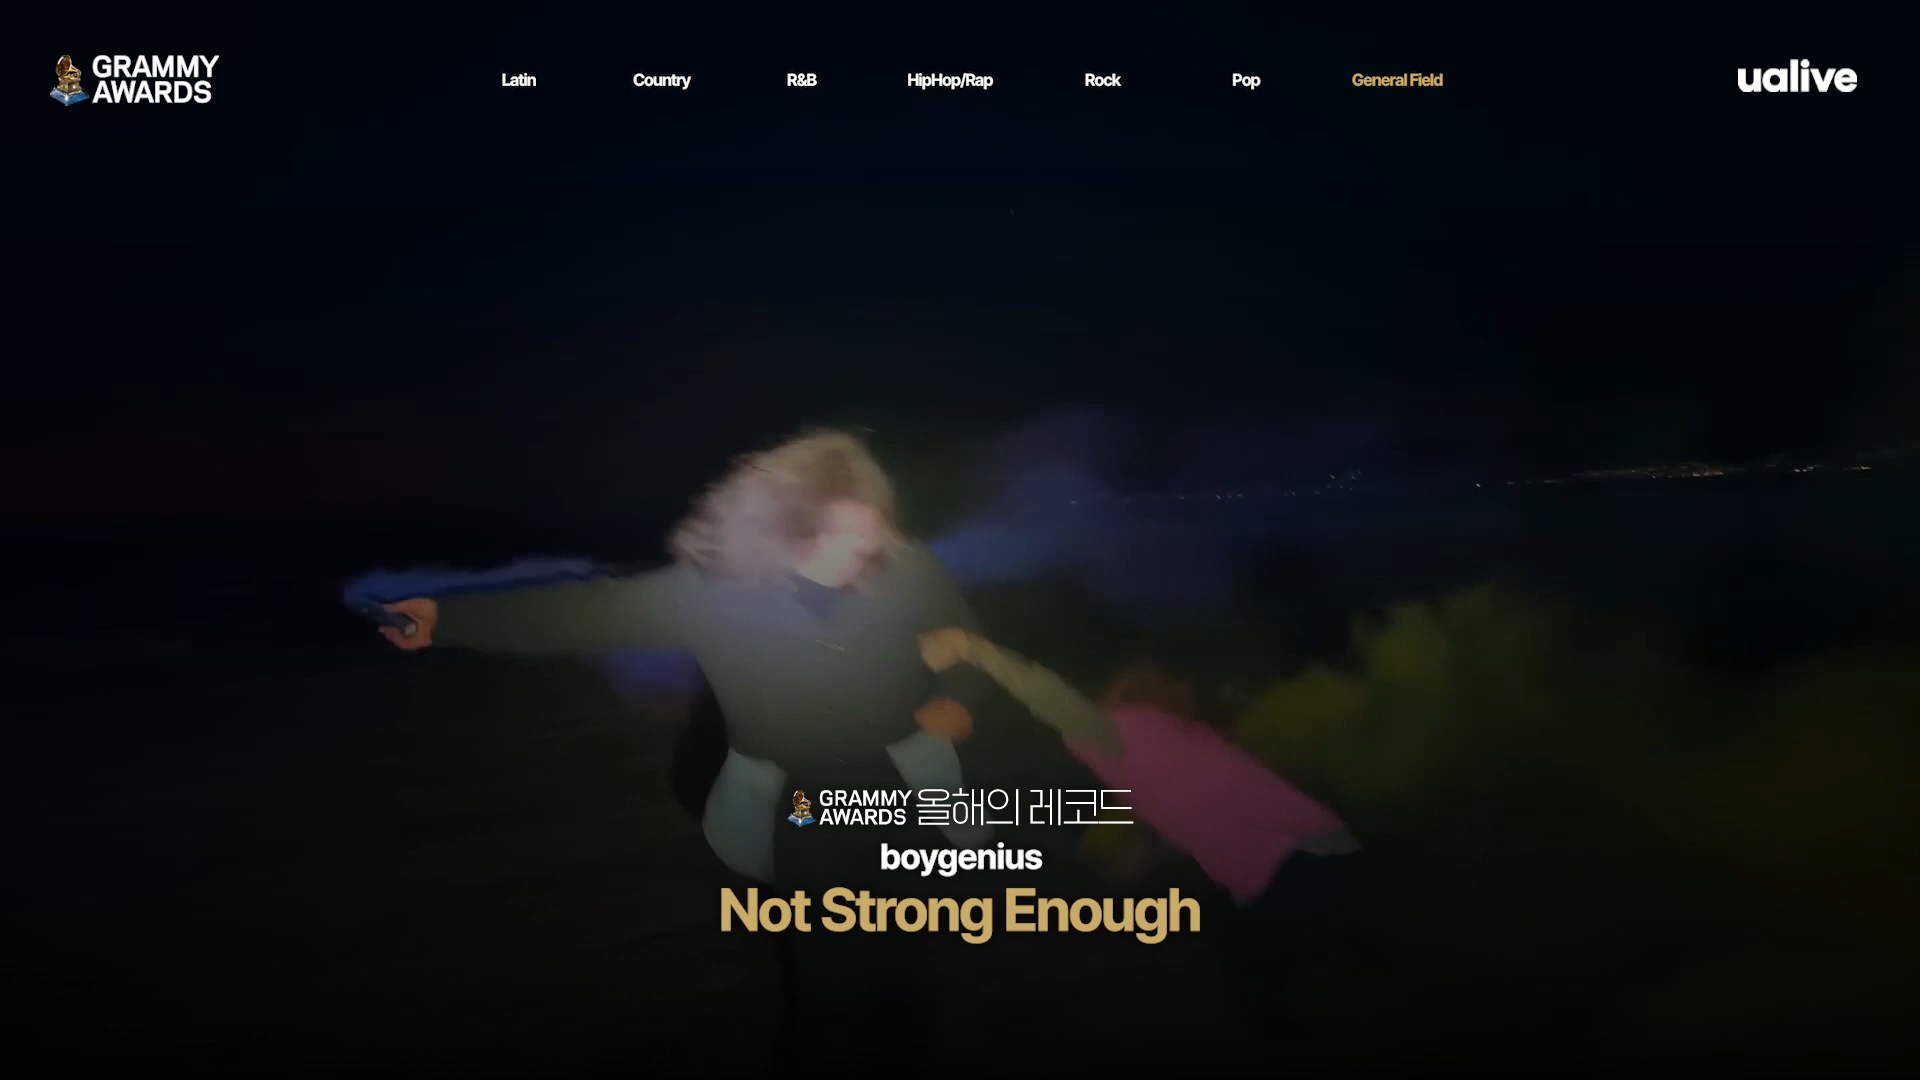 GRAMMY
AWARDS
Latin
Country
R&B
HipHop/Rap
Rock
Pop
General Field
ualive
GRAMMY
AWARDS
올해의 레코드
boygenius
Not Strong Enough